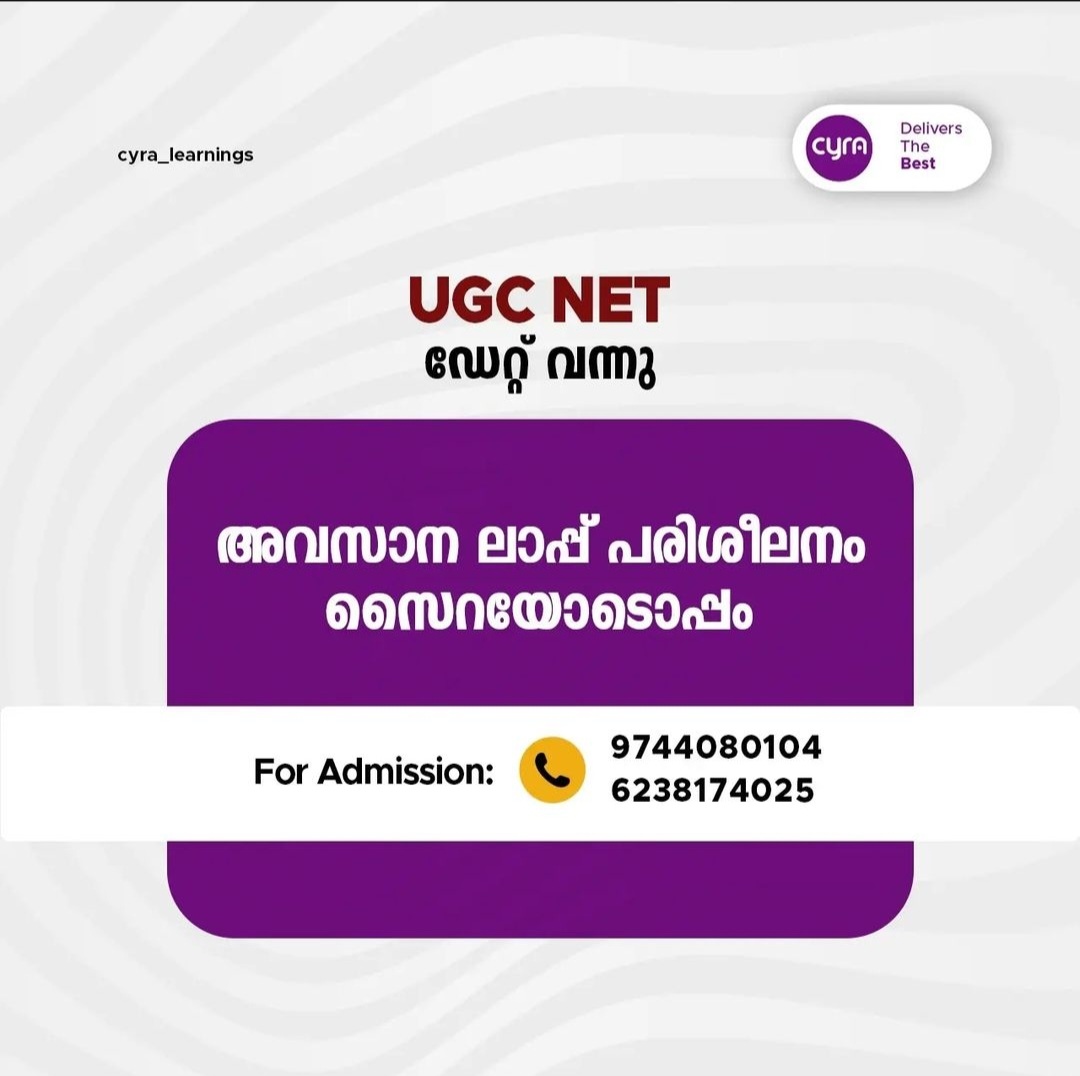 cyra_learnings
cyra
Delivers
The
Best
UGC NET
ഡേറ്റ് വന്നു
അവസാന ലാപ്പ് പരിശീലനം
സൈറയോടൊപ്പം
For Admission:
9744080104
6238174025